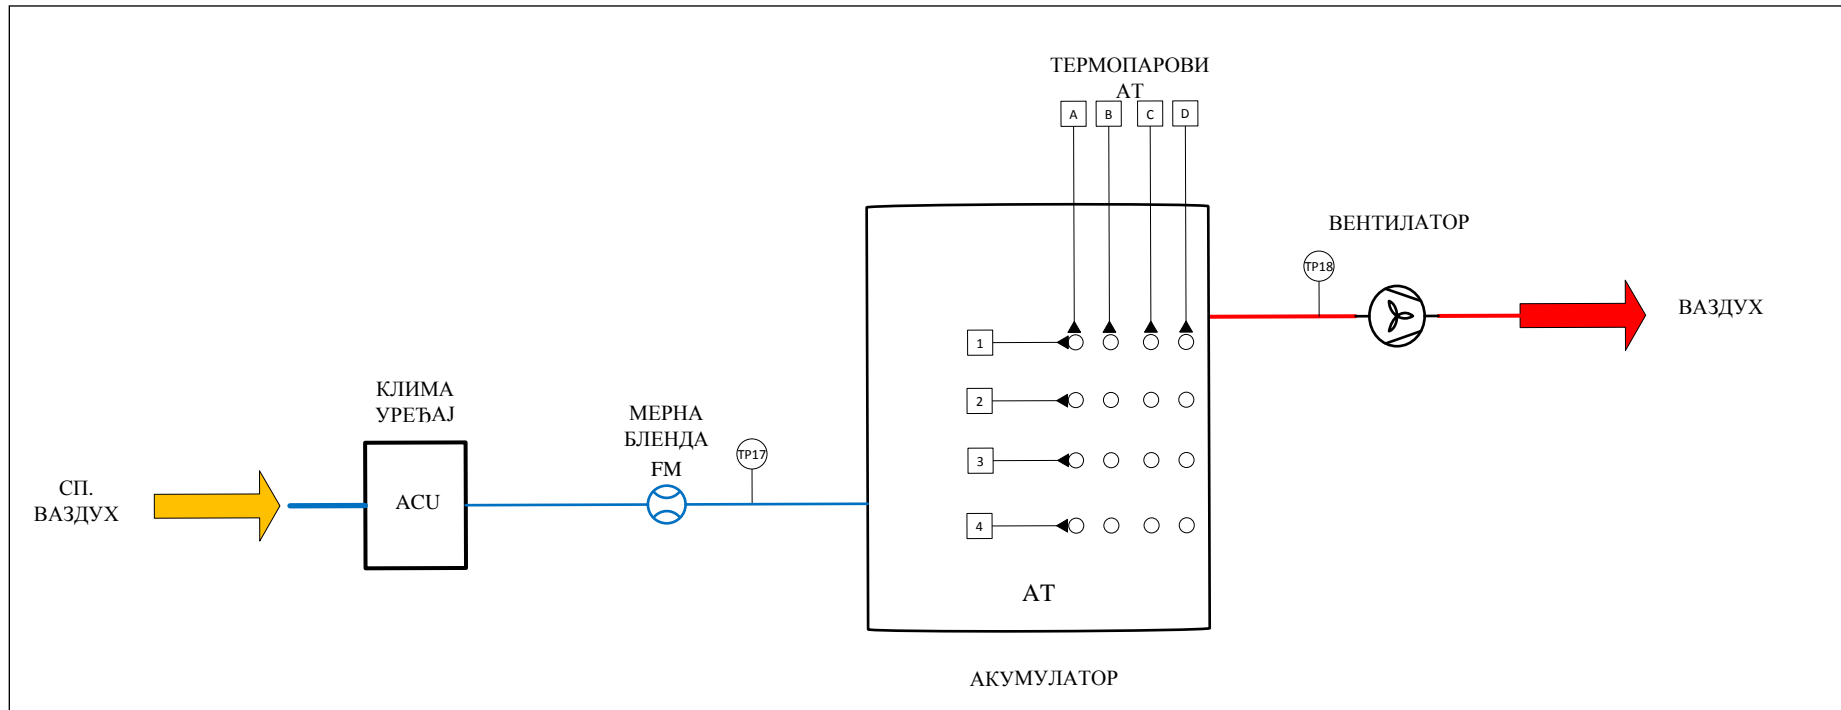 ТЕРМОПАРОВИ
АТ
A
B
C
D
ВЕНТИЛАТОР
TP18
ВАЗДУХ
1
2
3
4
КЛИМА
УРЕЂАЈ
ACU
МЕРНА
БЛЕНДА
FM
TP17
СП.
ВАЗДУХ
АТ
АКУМУЛАТОР